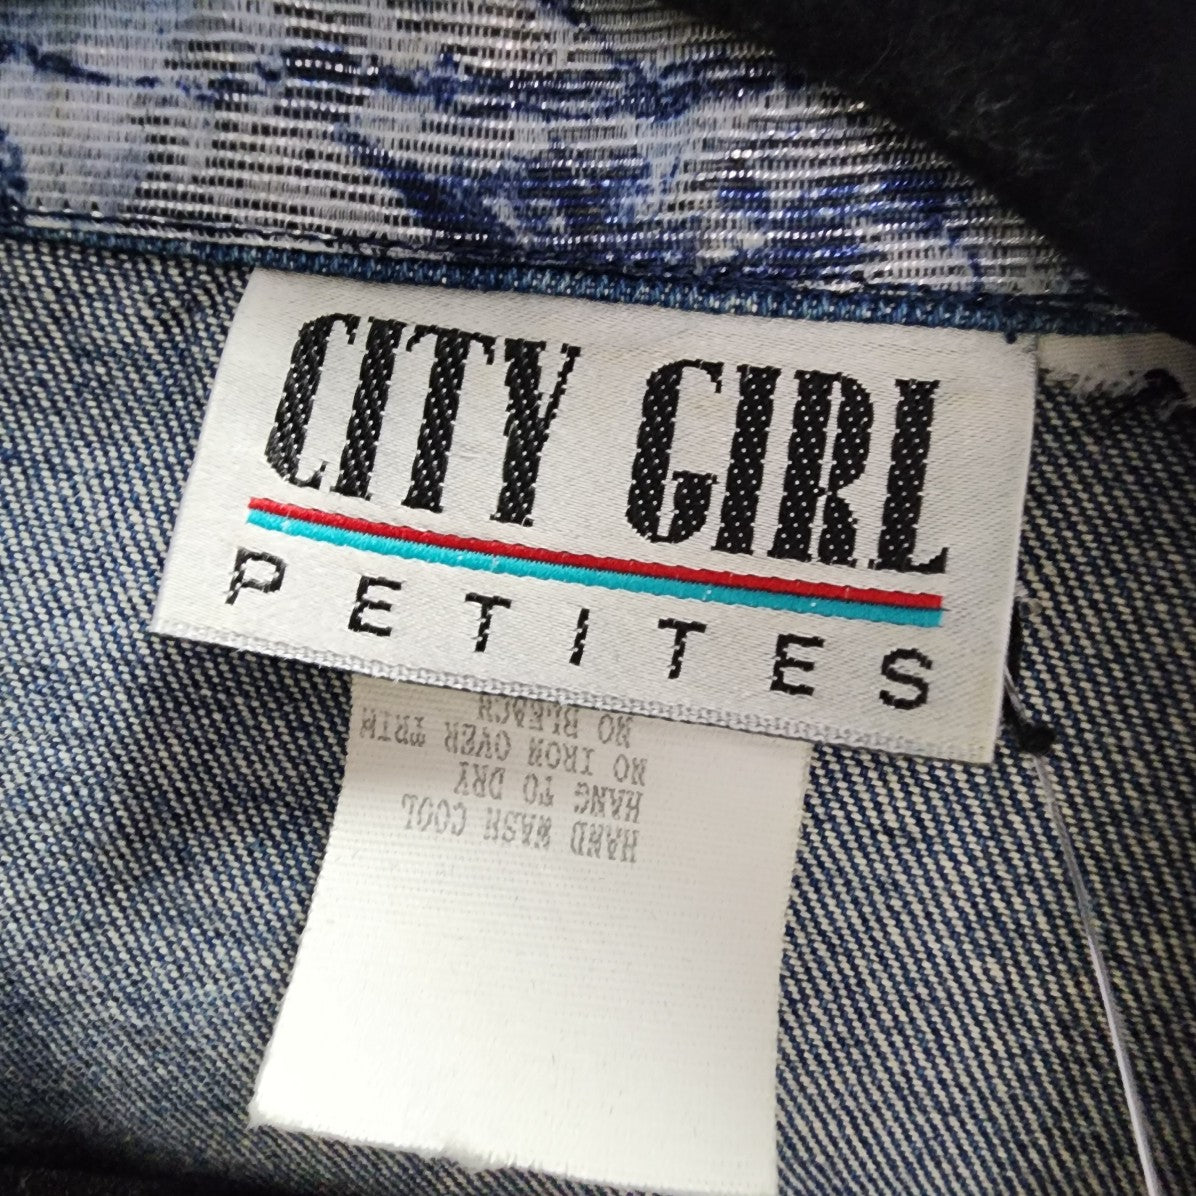 CITY GIRL
PETITES
HAND WASH COOL
HANG TO DRY
NO IRON OVER TRIM
NO BLEACH